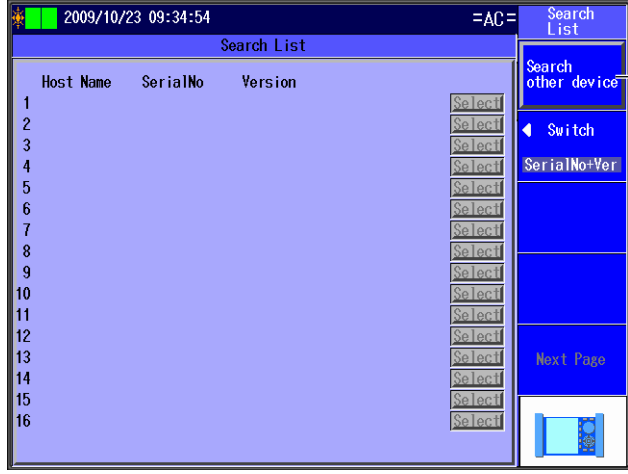 2009/10/23 09:34:54 =AC=
Search List
Host Name SerialNo Version
1 Select
2 Select
3 Select
4 Select
5 Select
6 Select
7 Select
8 Select
9 Select
10 Select
11 Select
12 Select
13 Select
14 Select
15 Select
16 Select
Search
List
Search
other device
Switch
SerialNo+Ver
Next Page